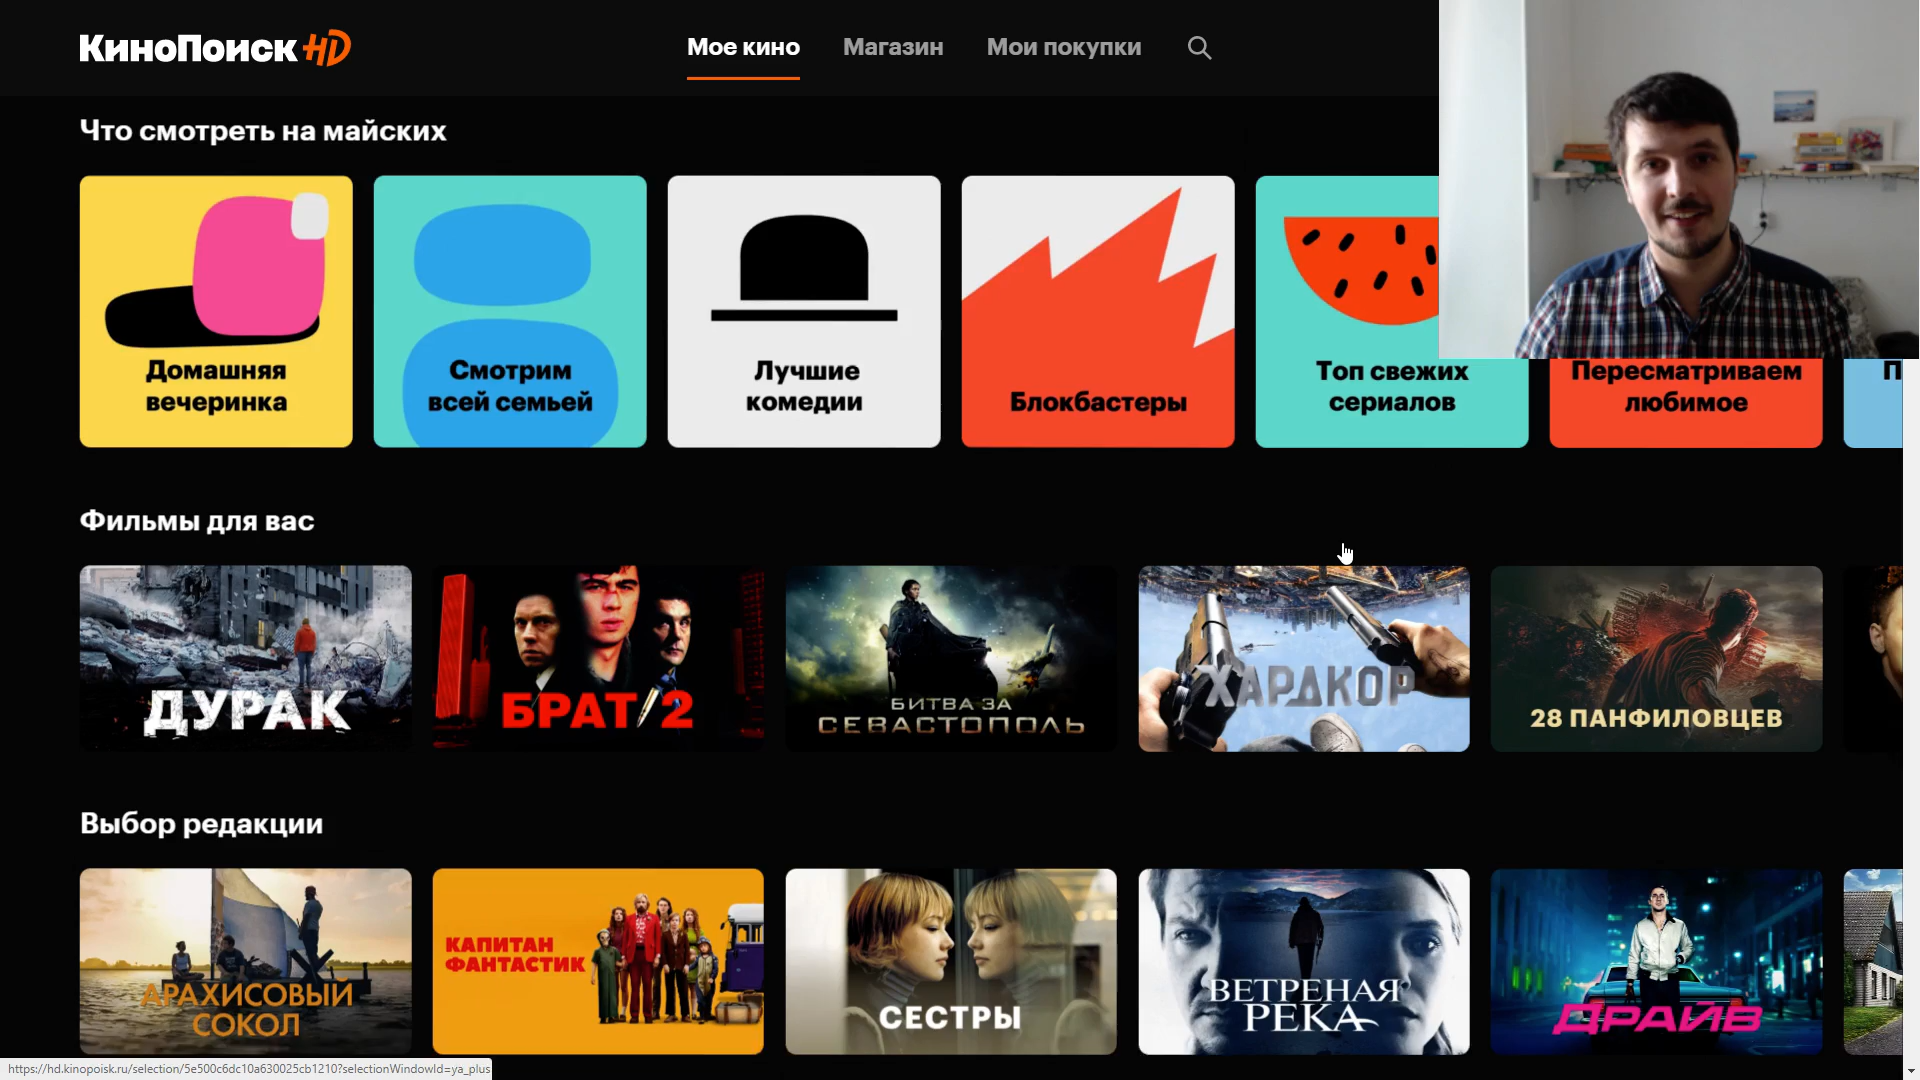 КиноПоиск HD
Мое кино Магазин Мои покупки
Что смотреть на майских
Домашняя
вечеринка
Смотрим
всей семьей
Лучшие
комедии
Блокбастеры
Топ свежих
сериалов
Пересматриваем
любимое
П
Фильмы для вас
ДУРАК
БРАТ 2
БИТВА ЗА
СЕВАСТОПОЛЬ
ХАРДКОР
28 ПАНФИЛОВЦЕВ
Выбор редакции
АРАХИСОВЫЙ
СОКОЛ
КАПИТАН
ФАНТАСТИК
СЕСТРЫ
ВЕТРЕНАЯ
РЕКА
ДРАЙВ
https://hd.kinopoisk.ru/selection/5e500c6dc10a630025cb1210?selectionWindowId=ya_plus